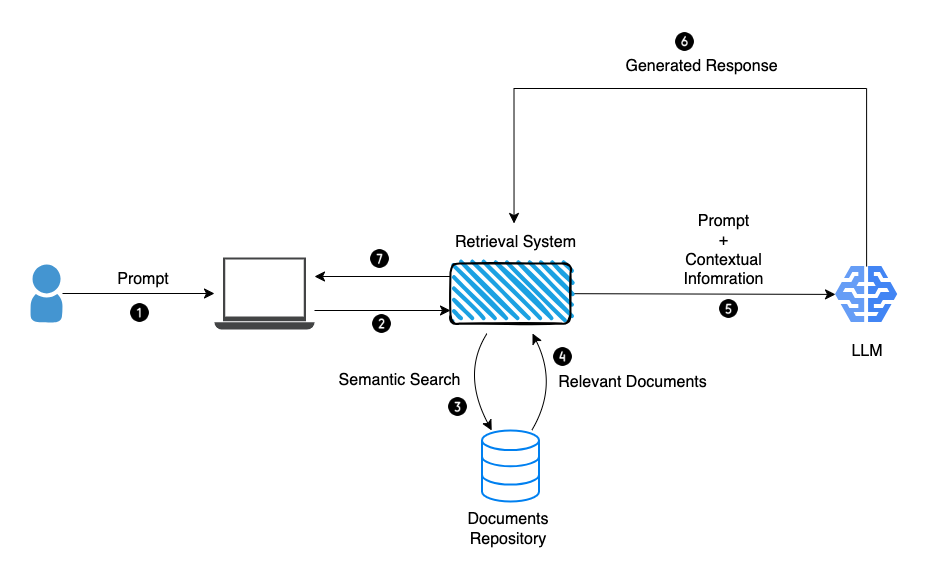 6
Generated Response
Prompt
+
Contextual
Infomration
Retrieval System
7
Prompt
1
2
5
LLM
4
Semantic Search
Relevant Documents
3
Documents
Repository